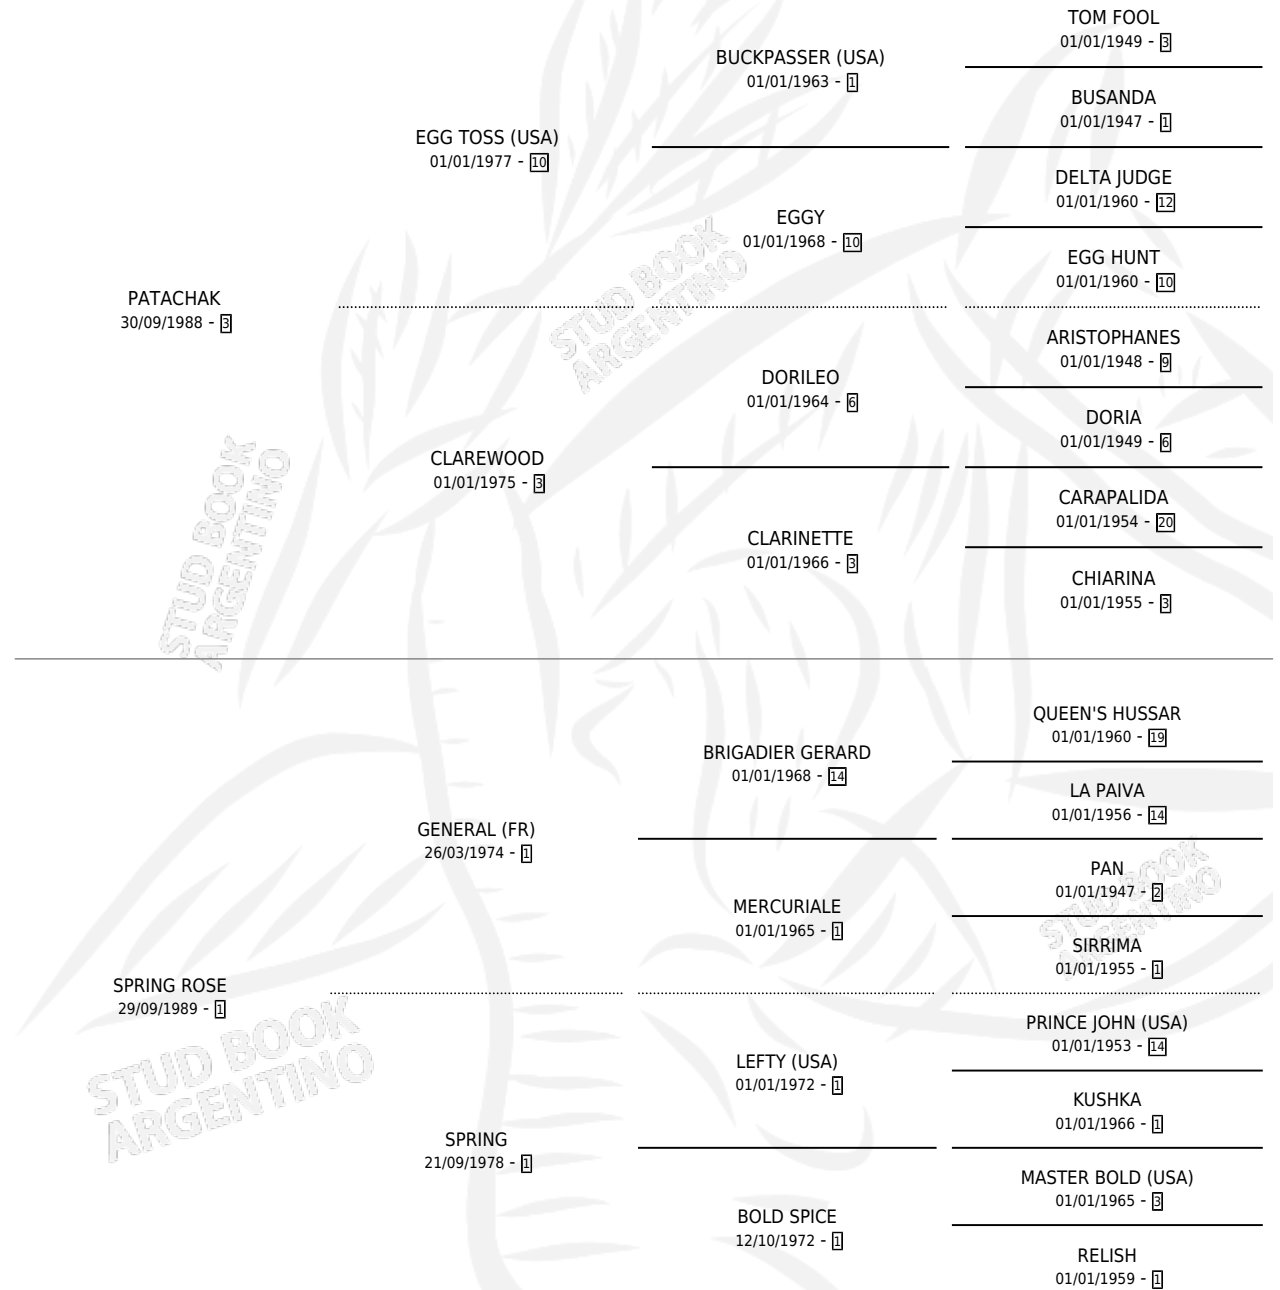 TOM FOOL
01/01/1949 - 3
BUCKPASSER (USA)
01/01/1963 - 1
BUSANDA
01/01/1947 - 1
EGG TOSS (USA)
01/01/1977 - 10
DELTA JUDGE
01/01/1960 - 12
EGGY
01/01/1968 - 10
EGG HUNT
01/01/1960 - 10
PATACHAK
30/09/1988 - 3
ARISTOPHANES
01/01/1948 - 9
DORILEO
01/01/1964 - 6
DORIA
01/01/1949 - 6
CLAREWOOD
01/01/1975 - 3
CARAPALIDA
01/01/1954 - 20
CLARINETTE
01/01/1966 - 3
CHIARINA
01/01/1955 - 3
STUD BOOK
ARGENTINO
STUD BOOK
ARGENTINO
QUEEN'S HUSSAR
01/01/1960 - 19
BRIGADIER GERARD
01/01/1968 - 14
LA PAIVA
01/01/1956 - 14
GENERAL (FR)
26/03/1974 - 1
PAN
01/01/1947 - 2
MERCURIALE
01/01/1965 - 1
SIRRIMA
01/01/1955 - 1
SPRING ROSE
29/09/1989 - 1
PRINCE JOHN (USA)
01/01/1953 - 14
LEFTY (USA)
01/01/1972 - 1
KUSHKA
01/01/1966 - 1
SPRING
21/09/1978 - 1
MASTER BOLD (USA)
01/01/1965 - 3
BOLD SPICE
12/10/1972 - 1
RELISH
01/01/1959 - 1
STUD BOOK
ARGENTINO
STUD BOOK
ARGENTINO